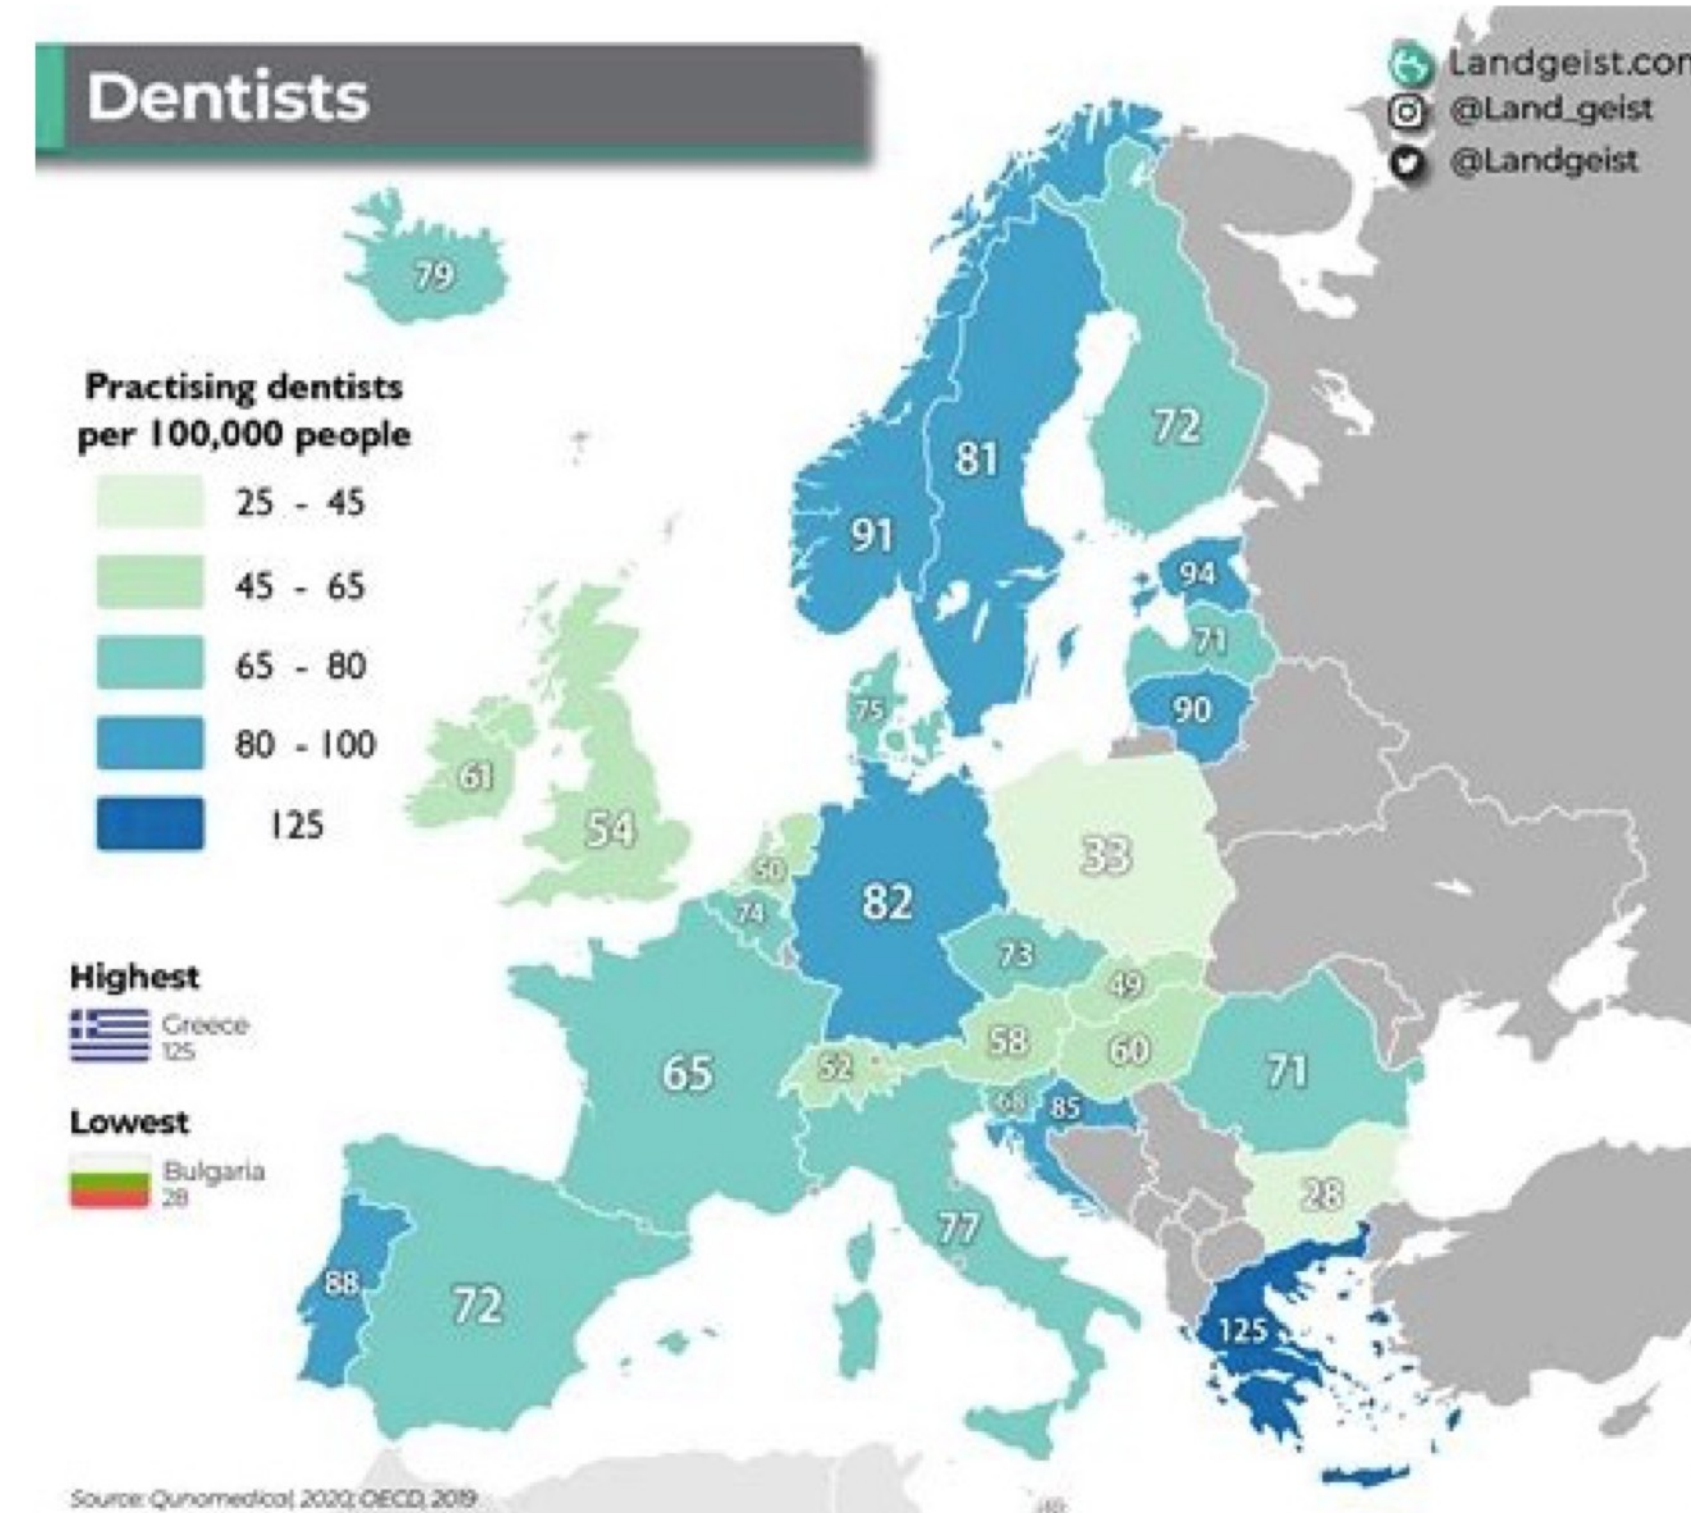 Dentists
Landgeist.com
@Land_geist
@Landgeist
79
Practising dentists
per 100,000 people
25 - 45
45 - 65
65 - 80
80 - 100
125
72
81
91
94
71
90
75
61
54
50
74
82
33
73
49
58
60
52
65
68
85
71
28
77
88
72
125
Highest
Greece
125
Lowest
Bulgaria
28
Source: Qunomedical, 2020; OECD, 2019